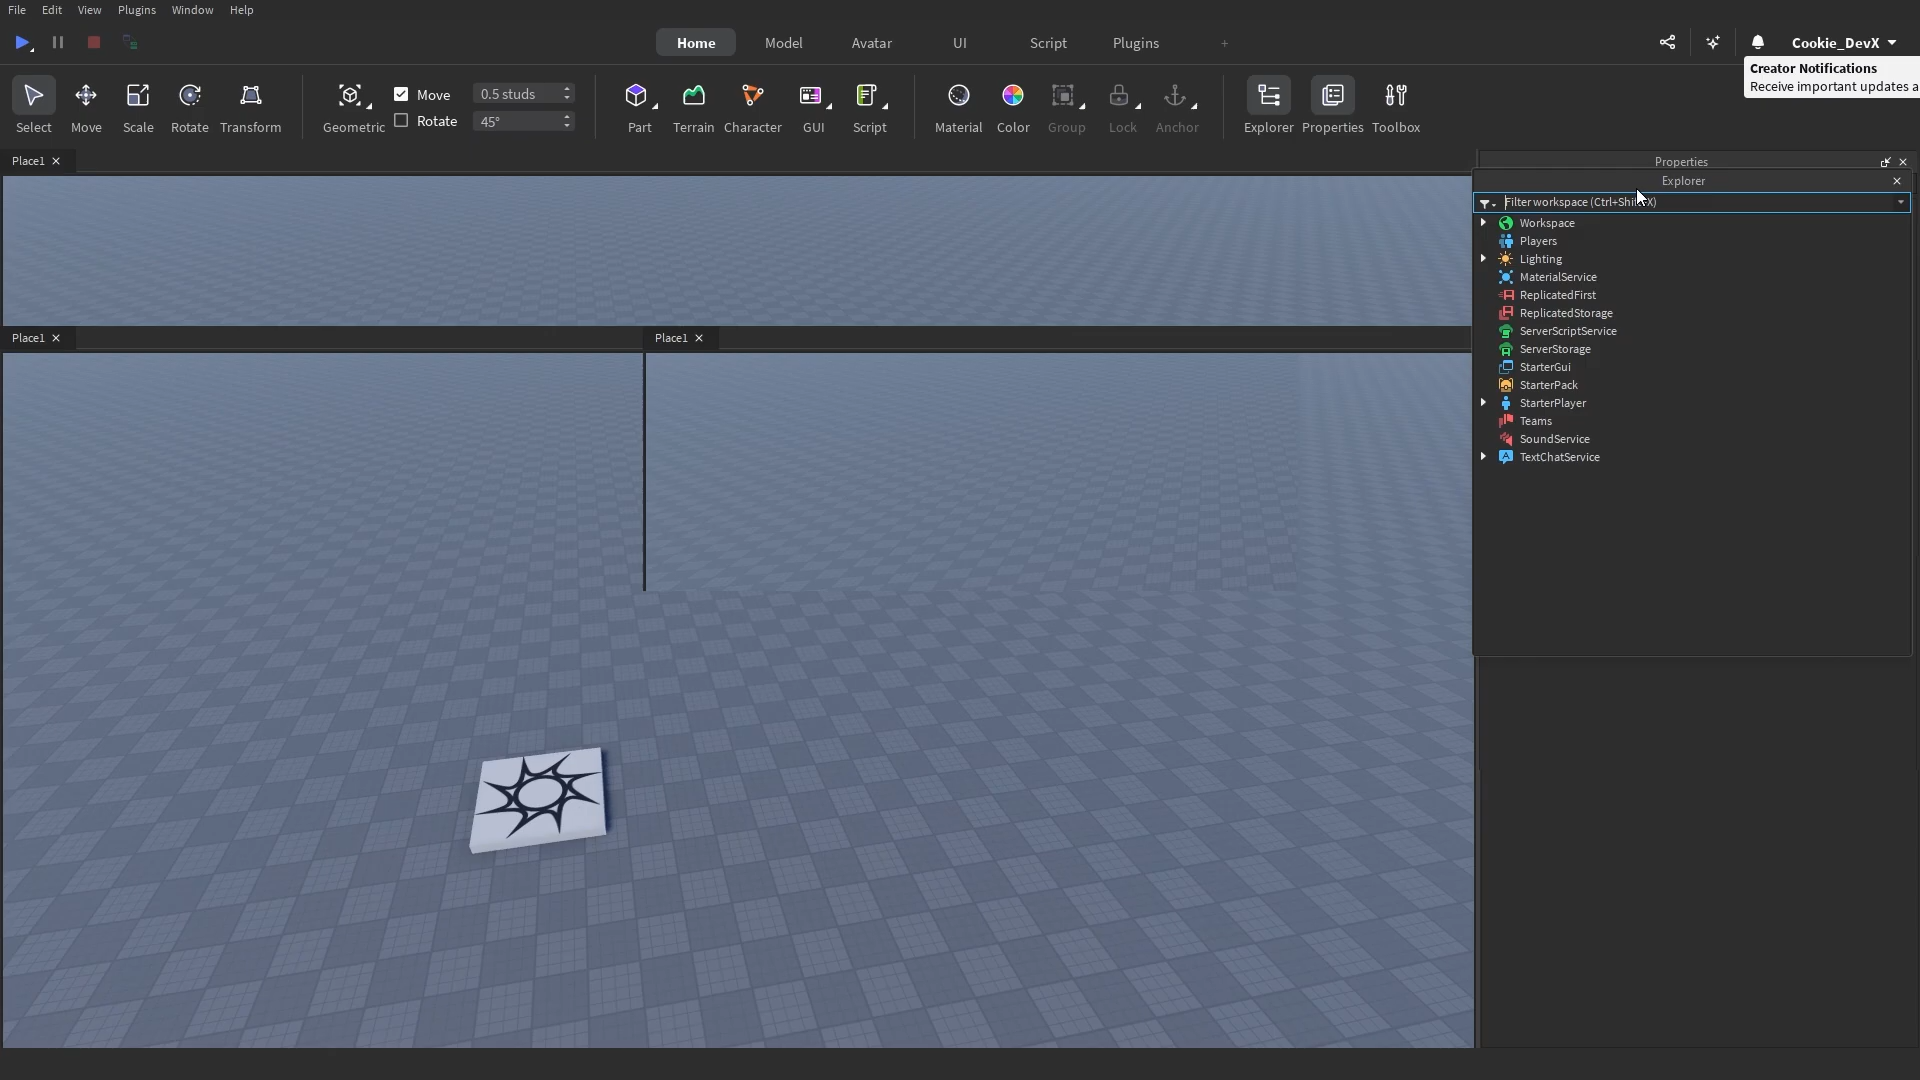 File Edit View Plugins Window Help
Home Model Avatar UI Script Plugins +
Cookie_DevX
Creator Notifications
Receive important updates a
Move 0.5 studs
Rotate 45°
Select Move Scale Rotate Transform Geometric Part Terrain Character GUI Script Material Color Group Lock Anchor Explorer Properties Toolbox
Place1
Properties
Explorer
Filter workspace (Ctrl+Shift+X)
Workspace
Players
Lighting
MaterialService
ReplicatedFirst
ReplicatedStorage
ServerScriptService
ServerStorage
StarterGui
StarterPack
StarterPlayer
Teams
SoundService
TextChatService
Place1
Place1